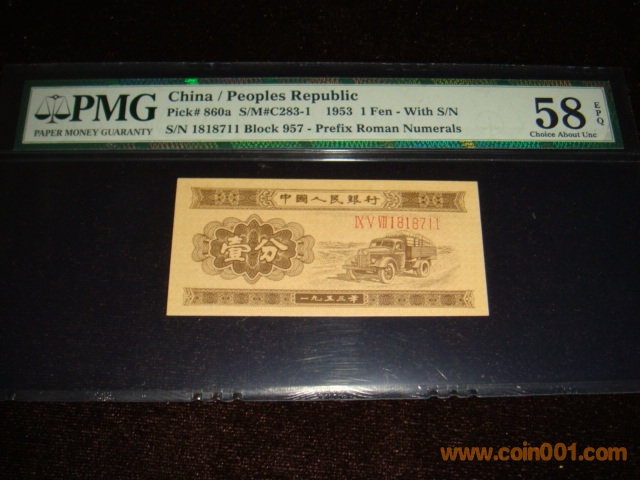 PMG
PAPER MONEY GUARANTY
China / Peoples Republic
Pick# 860a S/M#C283-1 1953 1 Fen - With S/N
S/N 1818711 Block 957 - Prefix Roman Numerals
58 EPQ
Choice About Unc
中國人民銀行
IX V VII 1818711
壹分
一九五三年
www.coin001.com